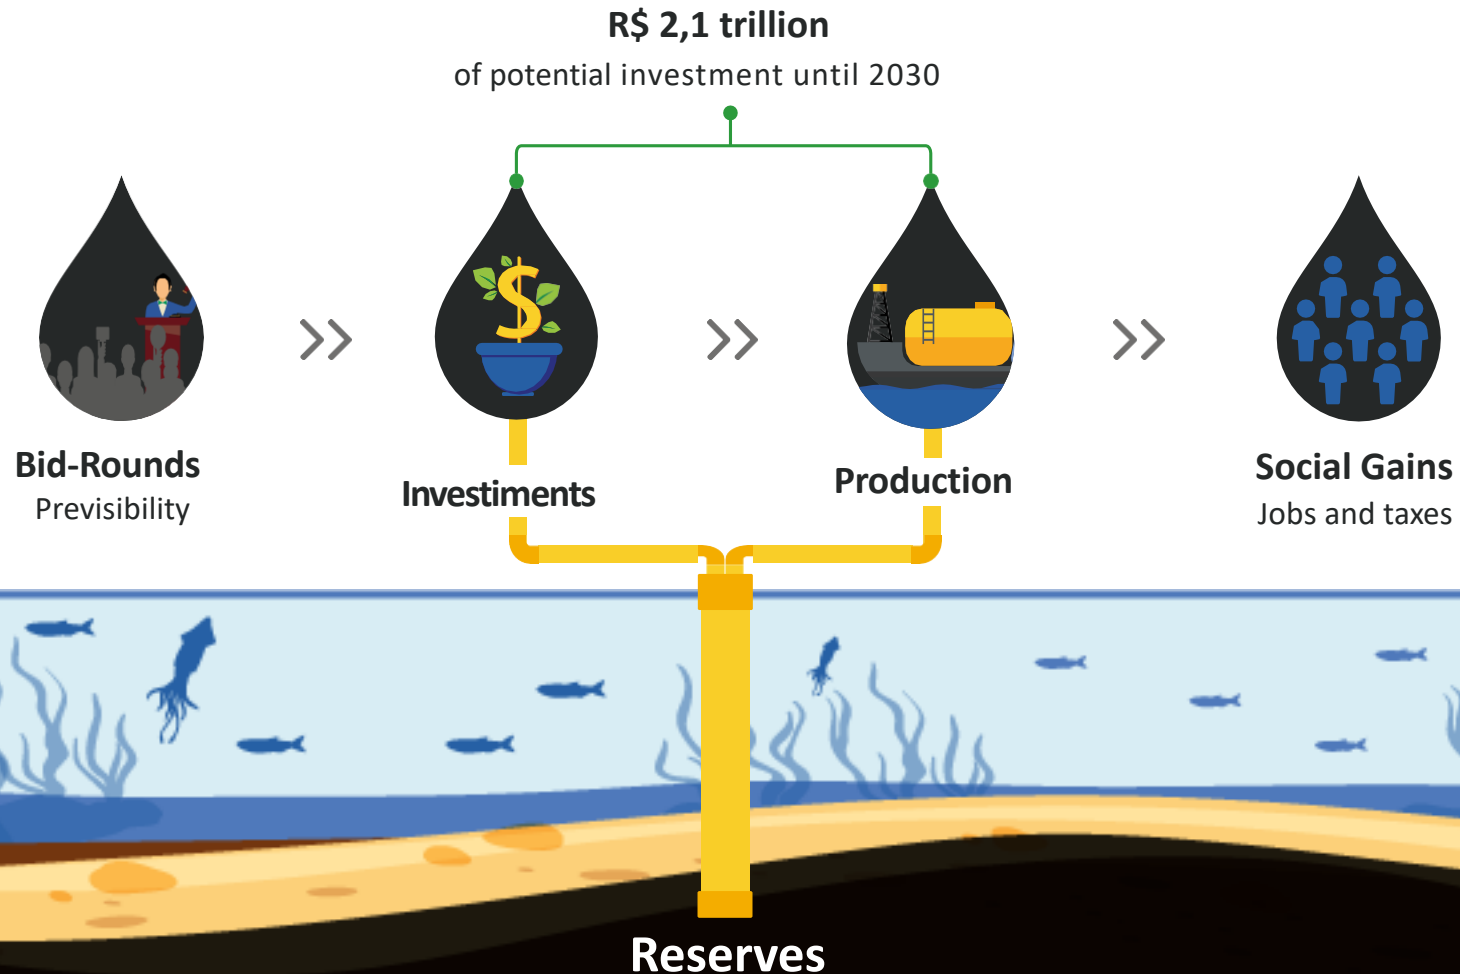 R$ 2,1 trillion
of potential investment until 2030
Bid-Rounds
Previsibility
Investiments
Production
Social Gains
Jobs and taxes
Reserves